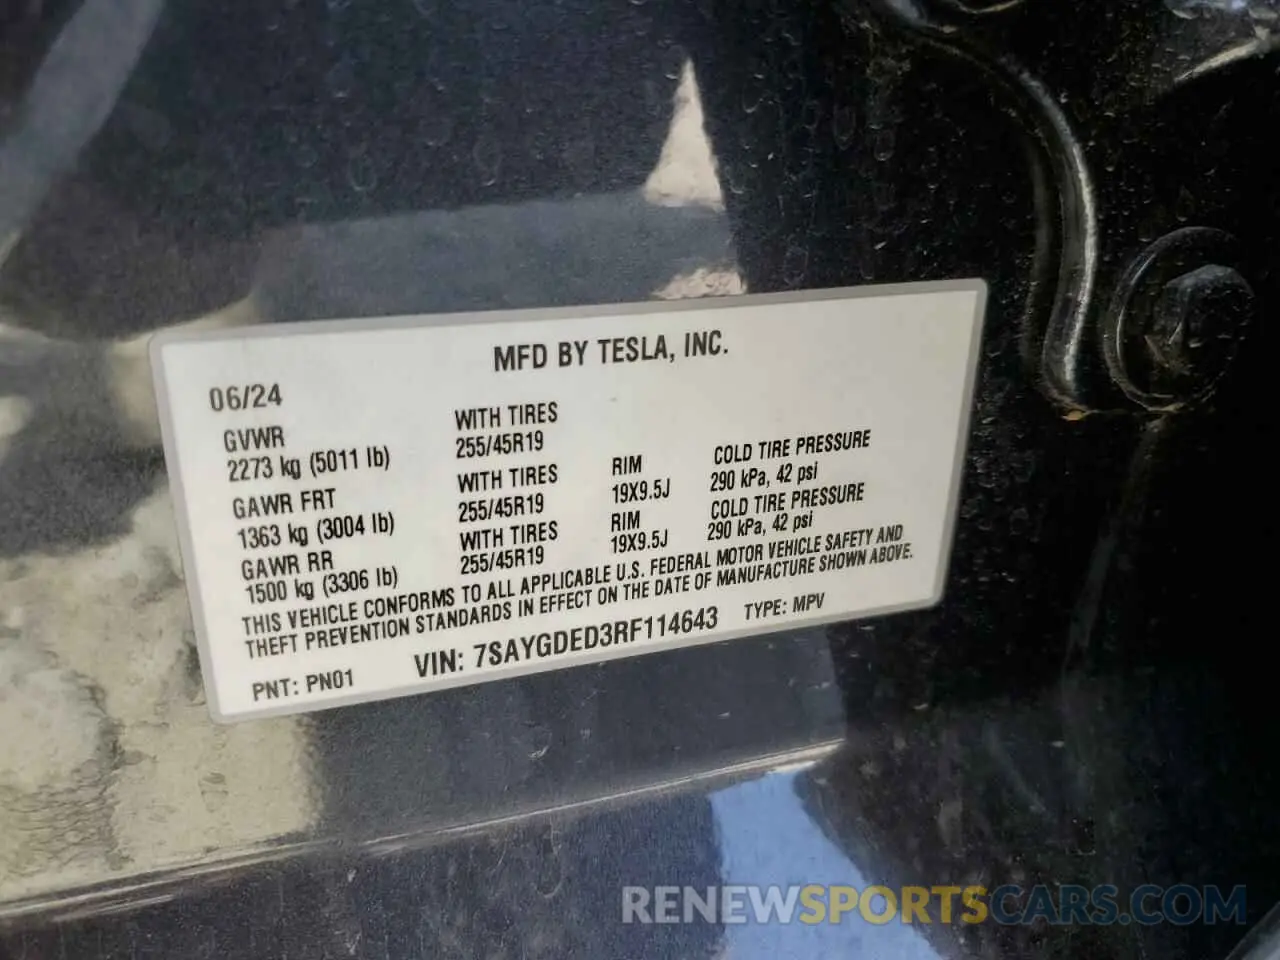 MFD BY TESLA, INC.
06/24
GVWR WITH TIRES
2273 kg (5011 lb) 255/45R19
GAWR FRT WITH TIRES RIM COLD TIRE PRESSURE
1363 kg (3004 lb) 255/45R19 19X9.5J 290 kPa, 42 psi
GAWR RR WITH TIRES RIM COLD TIRE PRESSURE
1500 kg (3306 lb) 255/45R19 19X9.5J 290 kPa, 42 psi
THIS VEHICLE CONFORMS TO ALL APPLICABLE U.S. FEDERAL MOTOR VEHICLE SAFETY AND
THEFT PREVENTION STANDARDS IN EFFECT ON THE DATE OF MANUFACTURE SHOWN ABOVE.
PNT: PN01 VIN: 7SAYGDED3RF114643 TYPE: MPV
RENEWSPORTSCARS.COM